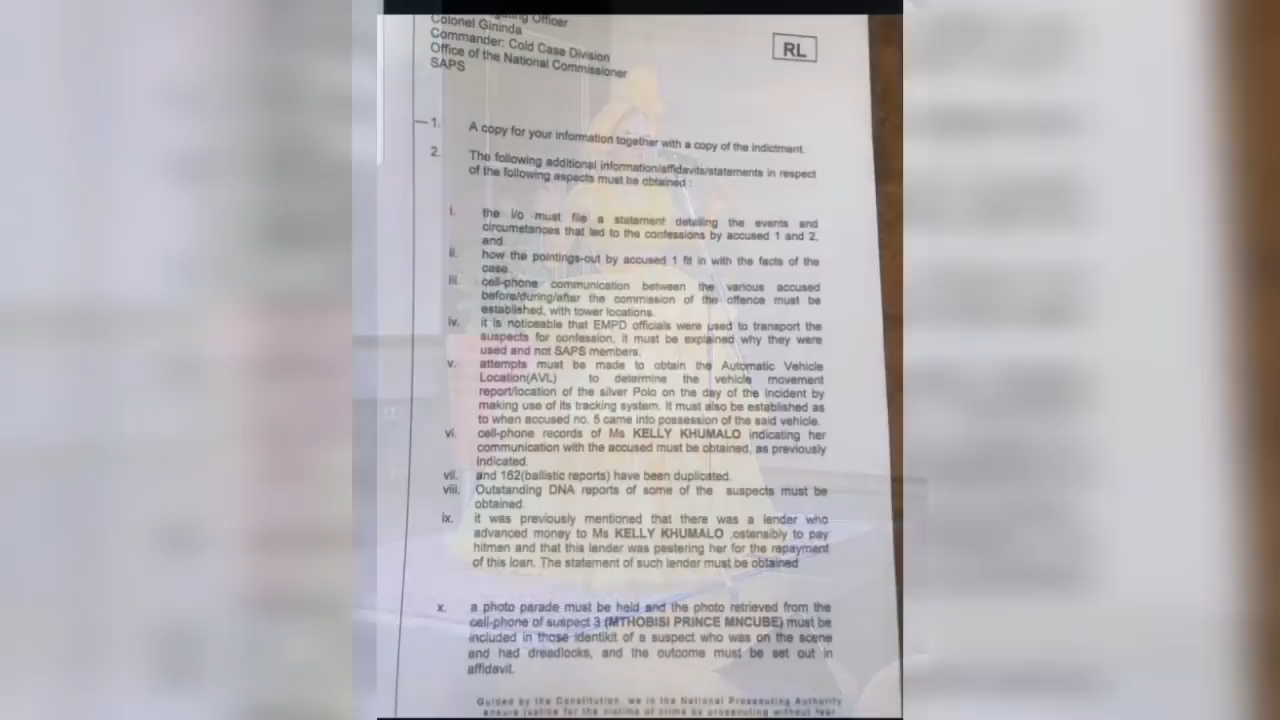 Officer
Colonel Gininda
Commander: Cold Case Division
Office of the National Commissioner
SAPS
RL
1. A copy for your information together with a copy of the indictment.
2. The following additional information/affidavits/statements in respect
of the following aspects must be obtained :
i. the i/o must file a statement detailing the events and
circumstances that led to the confessions by accused 1 and 2,
and
ii. how the pointings-out by accused 1 fit in with the facts of the
case.
iii. cell-phone communication between the various accused
before/during/after the commission of the offence must be
established, with tower locations.
iv. it is noticeable that EMPD officials were used to transport the
suspects for confession, it must be explained why they were
used and not SAPS members.
v. attempts must be made to obtain the Automatic Vehicle
Location(AVL) to determine the vehicle movement
report/location of the silver Polo on the day of the incident by
making use of its tracking system. It must also be established as
to when accused no. 5 came into possession of the said vehicle.
vi. cell-phone records of Ms KELLY KHUMALO indicating her
communication with the accused must be obtained, as previously
indicated.
vii. and 162(ballistic reports) have been duplicated.
viii. Outstanding DNA reports of some of the suspects must be
obtained.
ix. it was previously mentioned that there was a lender who
advanced money to Ms KELLY KHUMALO ,ostensibly to pay
hitmen and that this lender was pestering her for the repayment
of this loan. The statement of such lender must be obtained
x. a photo parade must be held and the photo retrieved from the
cell-phone of suspect 3 (MTHOBISI PRINCE MNCUBE) must be
included in those identikit of a suspect who was on the scene
and had dreadlocks, and the outcome must be set out in
affidavit.
Guided by the Constitution, we in the National Prosecuting Authority
ensure justice for the victims of crime by prosecuting without fear